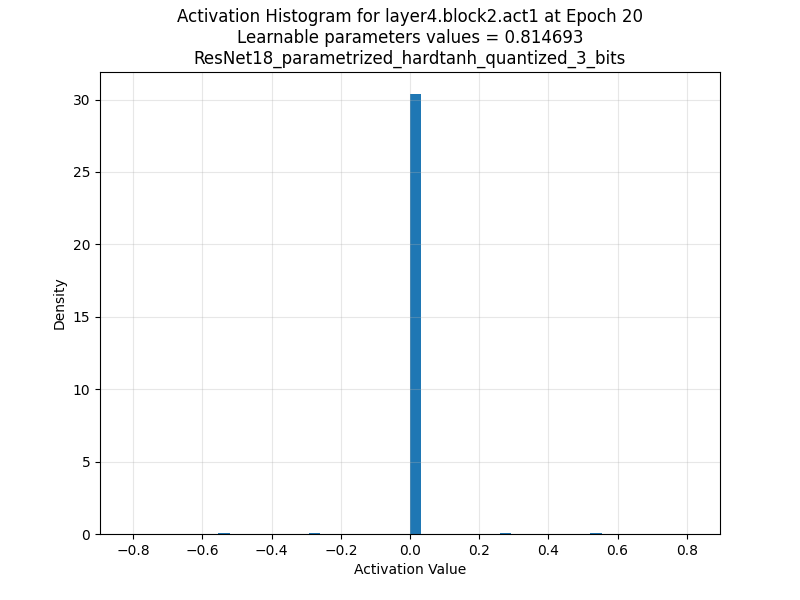 Activation Histogram for layer4.block2.act1 at Epoch 20
Learnable parameters values = 0.814693
ResNet18_parametrized_hardtanh_quantized_3_bits
30
25
20
15
10
5
0
Density
−0.8 −0.6 −0.4 −0.2 0.0 0.2 0.4 0.6 0.8
Activation Value